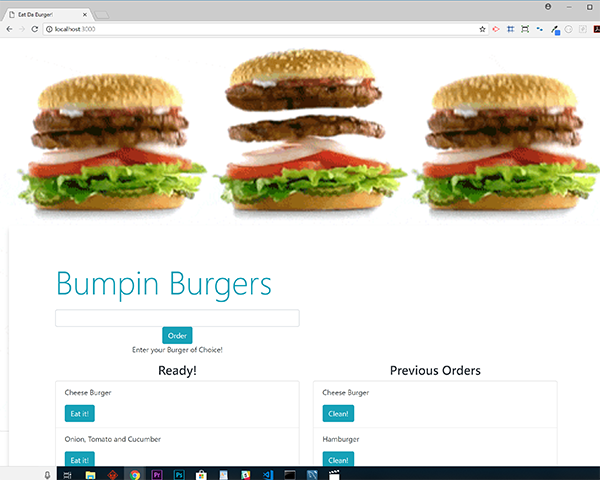 Eat Da Burger!
localhost:3000
Bumpin Burgers
Order
Enter your Burger of Choice!
Ready!
Previous Orders
Cheese Burger
Cheese Burger
Eat it!
Clean!
Onion, Tomato and Cucumber
Hamburger
Eat it!
Clean!